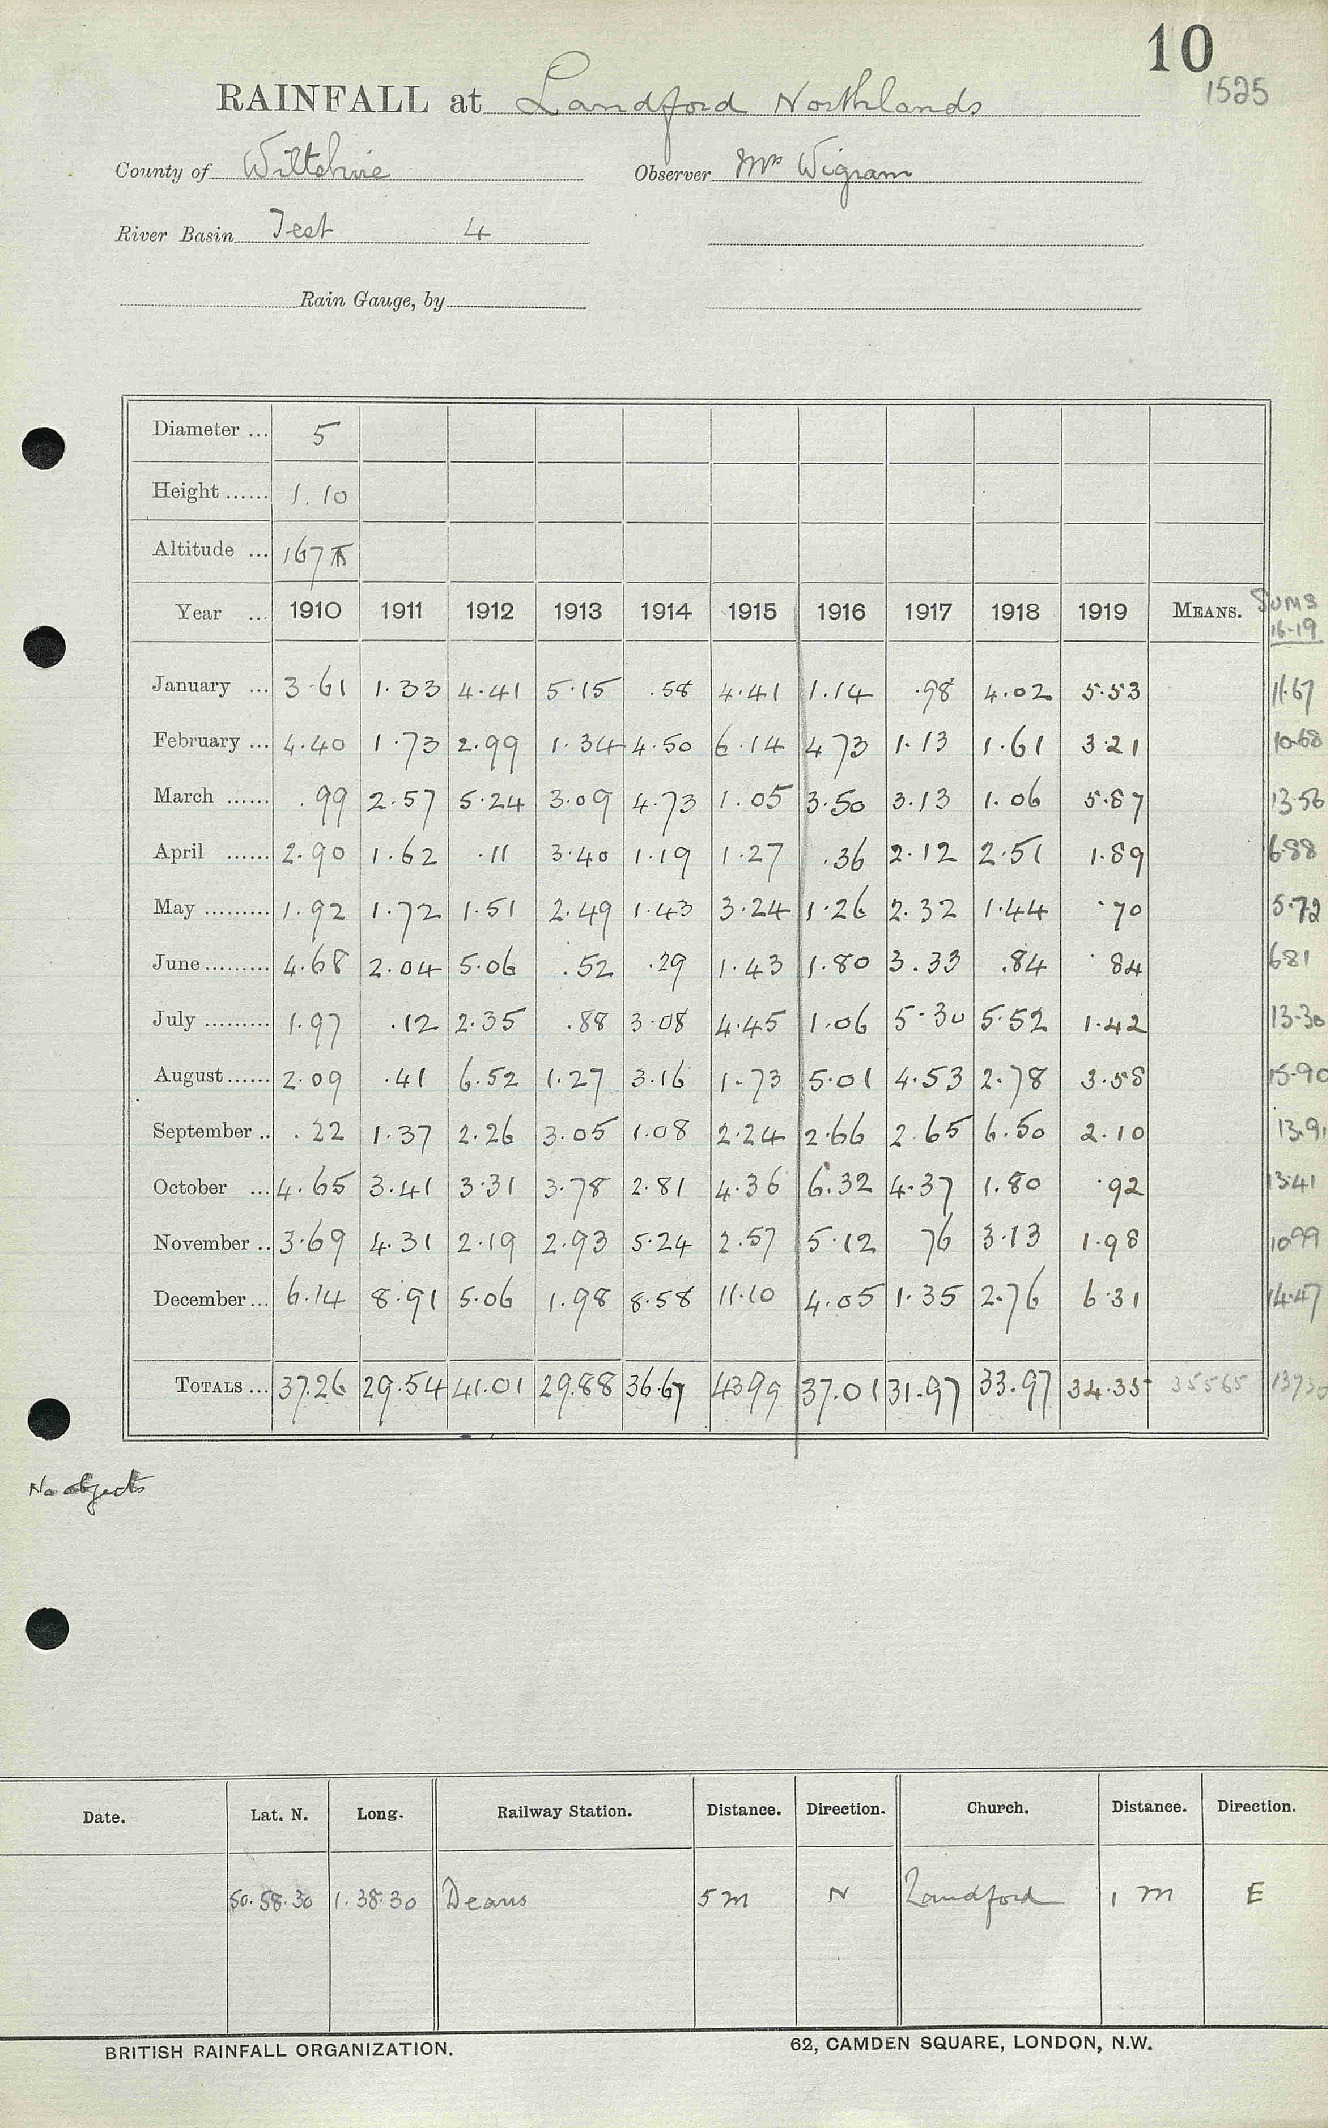 10
1525
RAINFALL at Landford Northlands
County of Wiltshire Observer Mrs Wigram
River Basin Test 4
Rain Gauge, by
Diameter ... 5
Height ...... 1.10
Altitude ... 167 ft
Year ... 1910 1911 1912 1913 1914 1915 1916 1917 1918 1919 MEANS. SUMS 16-19
January ... 3.61 1.33 4.41 5.15 .58 4.41 1.14 .98 4.02 5.53 11.67
February ... 4.40 1.73 2.99 1.34 4.50 6.14 4.73 1.13 1.61 3.21 10.68
March ...... .99 2.57 5.24 3.09 4.73 1.05 3.50 3.13 1.06 5.87 13.56
April ...... 2.90 1.62 .11 3.40 1.19 1.27 .36 2.12 2.51 1.89 6.88
May ......... 1.92 1.72 1.51 2.49 1.43 3.24 1.26 2.32 1.44 .70 5.72
June ......... 4.68 2.04 5.06 .52 .29 1.43 1.80 3.33 .84 .84 6.81
July ......... 1.97 .12 2.35 .88 3.08 4.45 1.06 5.30 5.52 1.42 13.30
August ...... 2.09 .41 6.52 1.27 3.16 1.73 5.01 4.53 2.78 3.58 15.90
September .. .22 1.37 2.26 3.05 1.08 2.24 2.66 2.65 6.50 2.10 13.91
October ... 4.65 3.41 3.31 3.78 2.81 4.36 6.32 4.37 1.80 .92 13.41
November .. 3.69 4.31 2.19 2.93 5.24 2.57 5.12 76 3.13 1.98 10.99
December ... 6.14 8.91 5.06 1.98 8.58 11.10 4.05 1.35 2.76 6.31 14.47
TOTALS ... 37.26 29.54 41.01 29.88 36.67 43.99 37.01 31.97 33.97 34.35 35565 13730
No objects
Date. Lat. N. Long. Railway Station. Distance. Direction. Church. Distance. Direction.
50.58.30 1.38.30 Deans 5 m N Landford 1 m E
BRITISH RAINFALL ORGANIZATION. 62, CAMDEN SQUARE, LONDON, N.W.